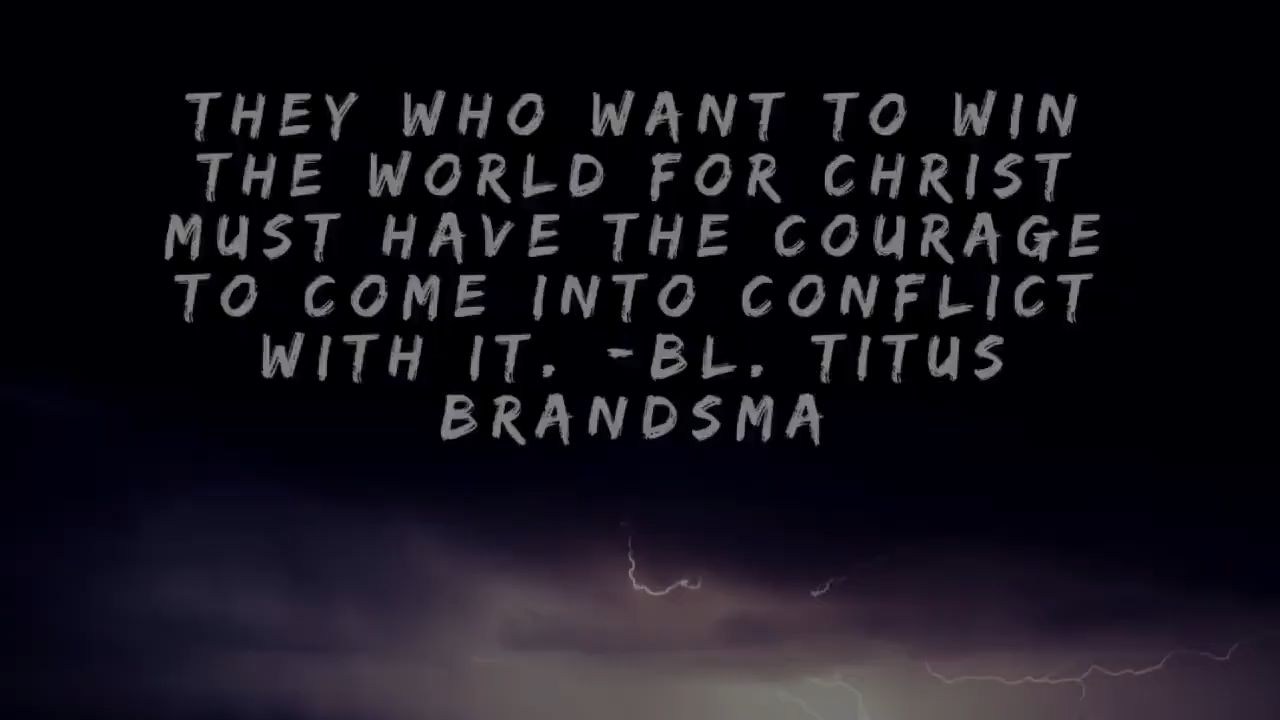 THEY WHO WANT TO WIN
THE WORLD FOR CHRIST
MUST HAVE THE COURAGE
TO COME INTO CONFLICT
WITH IT. -BL. TITUS
BRANDSMA